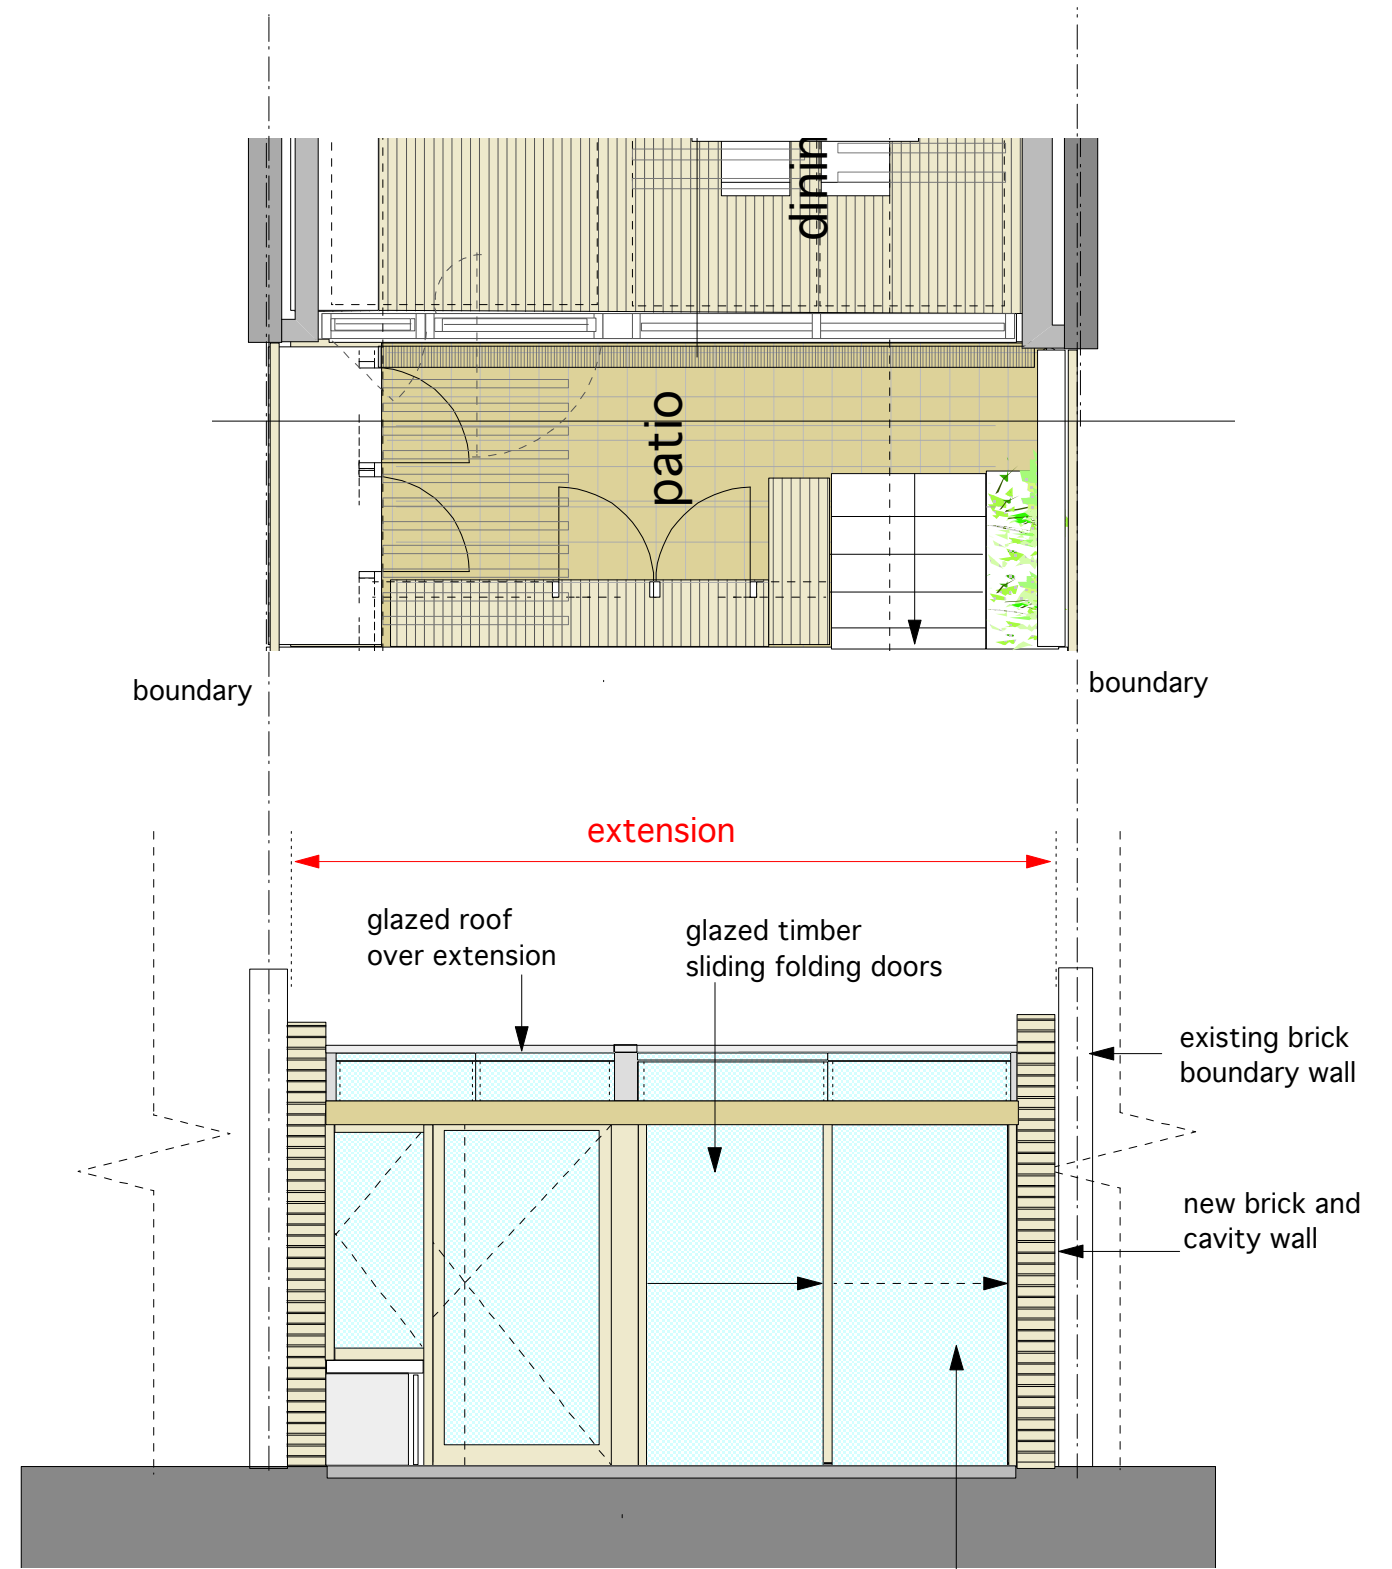 dinin
patio
boundary
boundary
extension
glazed roof
over extension
glazed timber
sliding folding doors
existing brick
boundary wall
new brick and
cavity wall